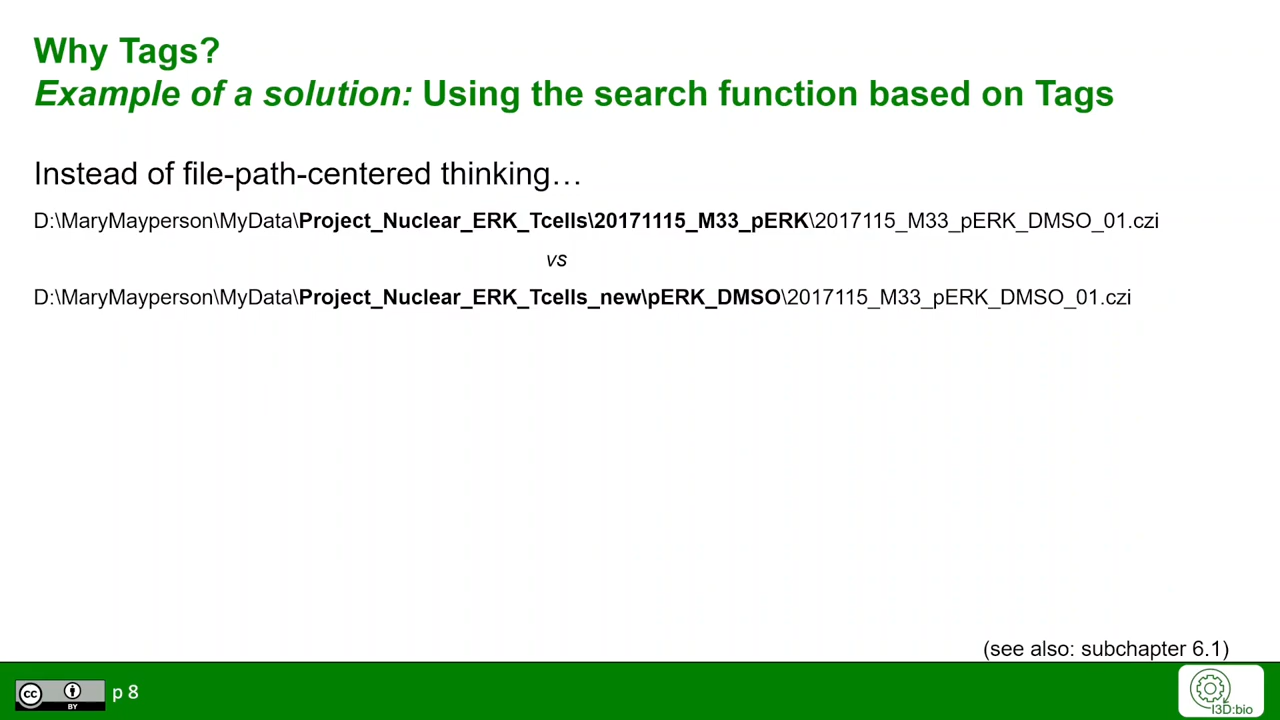 Why Tags?
Example of a solution: Using the search function based on Tags
Instead of file-path-centered thinking…
D:\MaryMayperson\MyData\Project_Nuclear_ERK_Tcells\20171115_M33_pERK\2017115_M33_pERK_DMSO_01.czi
vs
D:\MaryMayperson\MyData\Project_Nuclear_ERK_Tcells_new\pERK_DMSO\2017115_M33_pERK_DMSO_01.czi
(see also: subchapter 6.1)
cc
BY
p 8
I3D:bio